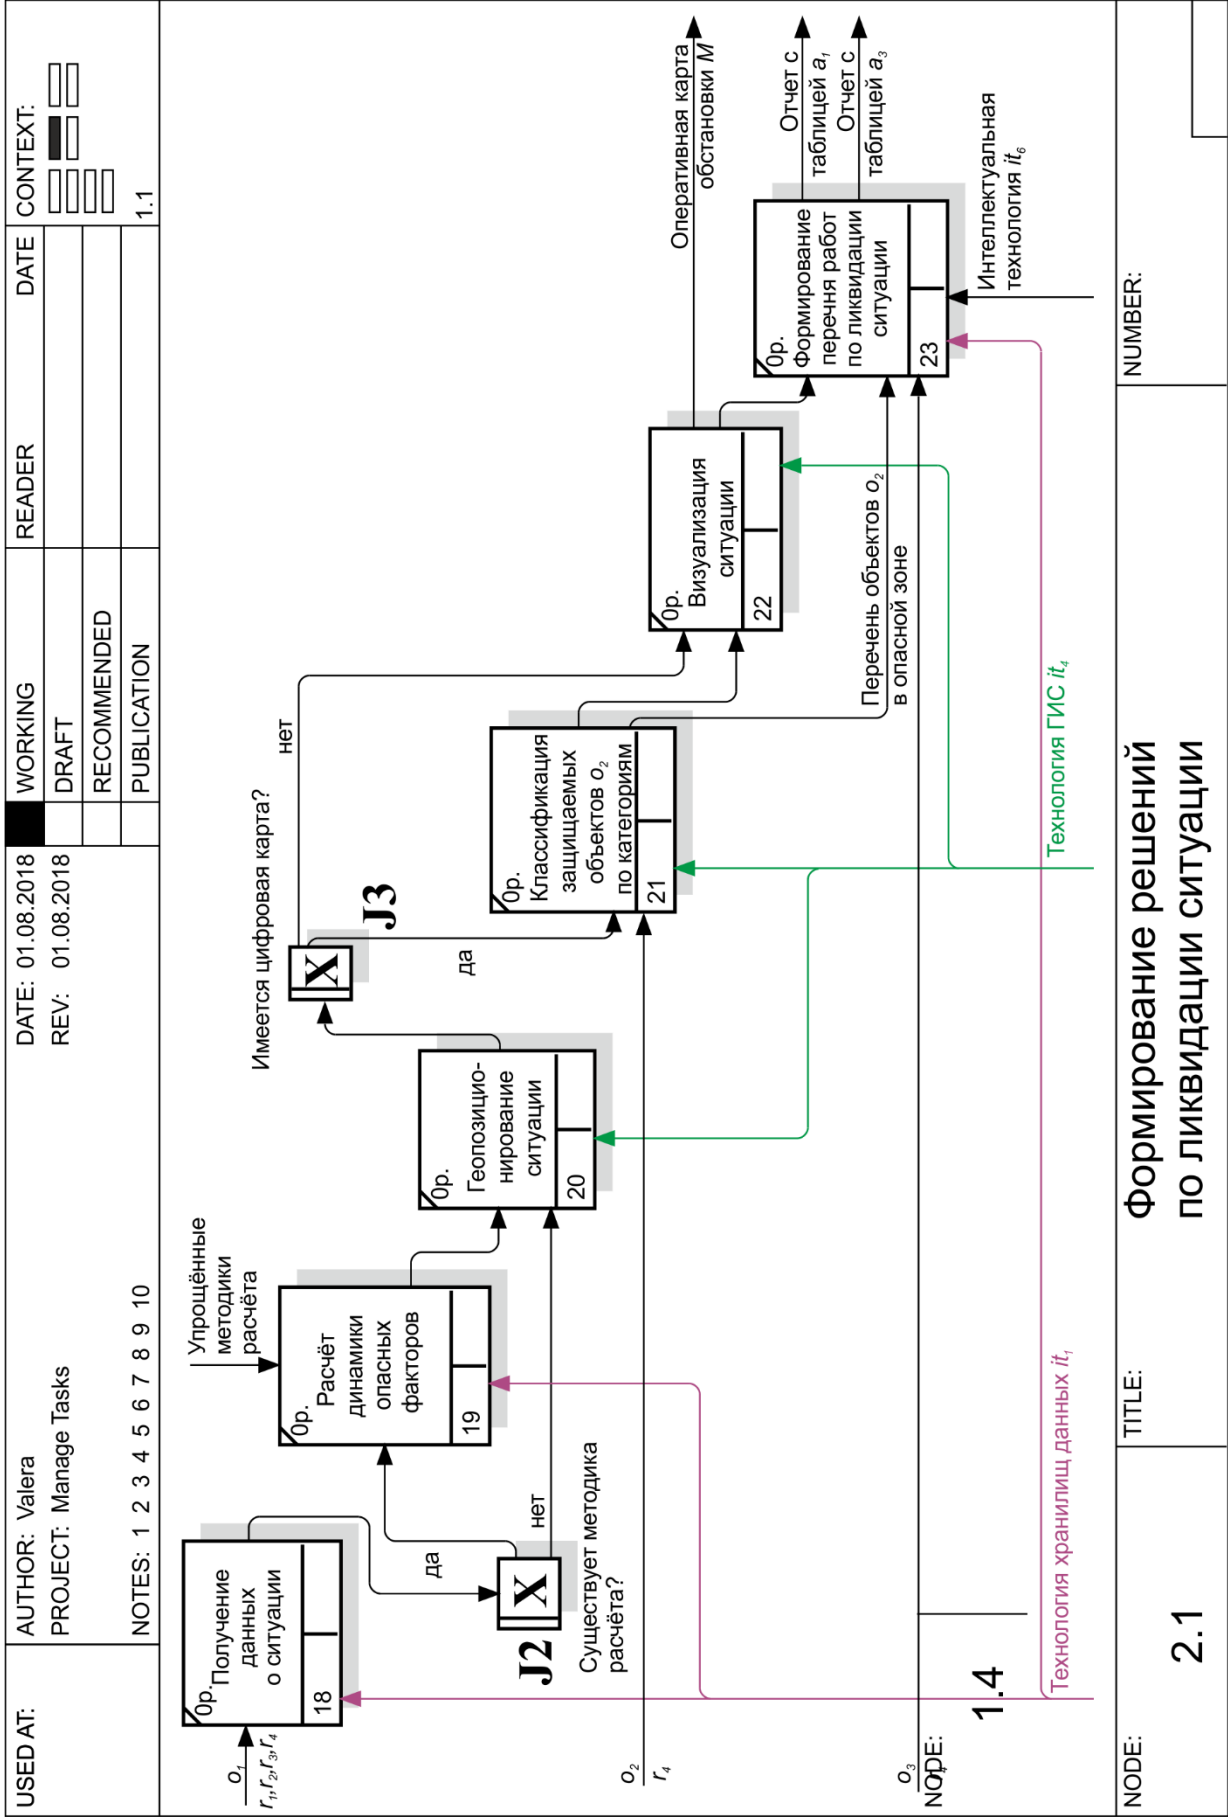 USED AT:
AUTHOR: Valera
PROJECT: Manage Tasks
NOTES: 1 2 3 4 5 6 7 8 9 10
DATE: 01.08.2018
REV: 01.08.2018
WORKING
DRAFT
RECOMMENDED
PUBLICATION
READER
DATE
CONTEXT:
1.1
o₁
r₁,r₂,r₃,r₄
0р.
Получение
данных
о ситуации
18
J2
X
Существует методика
расчёта?
да
нет
Упрощённые
методики
расчёта
0р.
Расчёт
динамики
опасных
факторов
19
0р.
Геопозицио-
нирование
ситуации
20
Имеется цифровая карта?
X
J3
нет
да
0р.
Классификация
защищаемых
объектов o₂
по категориям
21
0р.
Визуализация
ситуации
22
Перечень объектов o₂
в опасной зоне
0р.
Формирование
перечня работ
по ликвидации
ситуации
23
Оперативная карта
обстановки M
Отчет с
таблицей a₁
Отчет с
таблицей a₃
Интеллектуальная
технология it₆
o₂
r₄
o₃
NODE:
1.4
Технология ГИС it₄
Технология хранилищ данных it₁
NODE:
2.1
TITLE:
Формирование решений
по ликвидации ситуации
NUMBER: